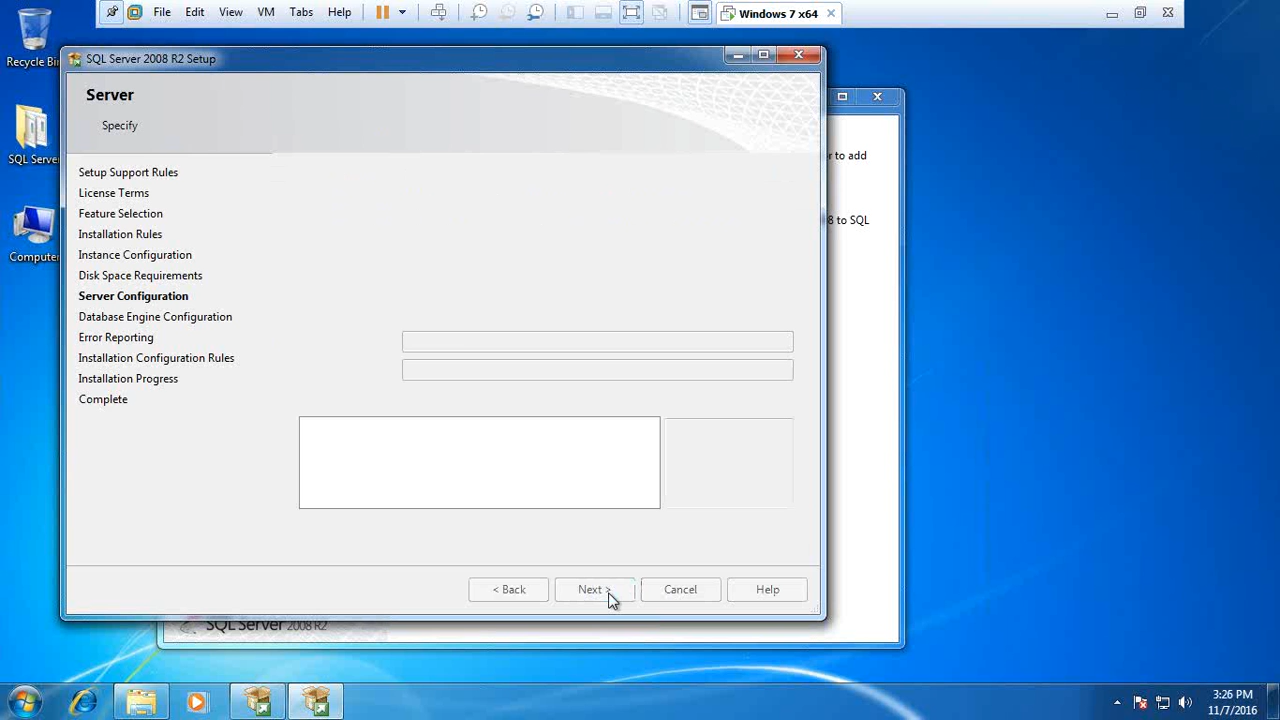 File Edit View VM Tabs Help
Windows 7 x64
Recycle Bi
SQL Server
Compute
SQL Server 2008 R2 Setup
Server
Specify
Setup Support Rules
License Terms
Feature Selection
Installation Rules
Instance Configuration
Disk Space Requirements
Server Configuration
Database Engine Configuration
Error Reporting
Installation Configuration Rules
Installation Progress
Complete
r to add
8 to SQL
< Back
Next >
Cancel
Help
SQL Server 2008 R2
3:26 PM
11/7/2016